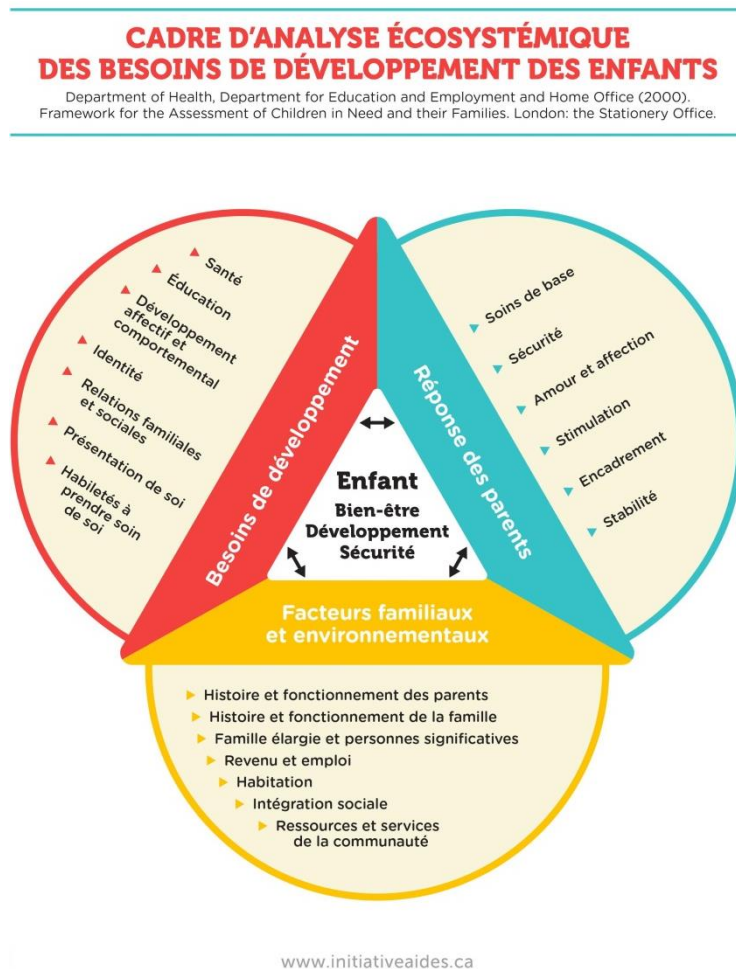 CADRE D'ANALYSE ÉCOSYSTÉMIQUE
DES BESOINS DE DÉVELOPPEMENT DES ENFANTS
Department of Health, Department for Education and Employment and Home Office (2000).
Framework for the Assessment of Children in Need and their Families. London: the Stationery Office.
Besoins de développement
Santé
Éducation
Développement
affectif et
comportemental
Identité
Relations familiales
et sociales
Présentation de soi
Habiletés à
prendre soin
de soi
Réponse des parents
Soins de base
Sécurité
Amour et affection
Stimulation
Encadrement
Stabilité
Enfant
Bien-être
Développement
Sécurité
Facteurs familiaux
et environnementaux
Histoire et fonctionnement des parents
Histoire et fonctionnement de la famille
Famille élargie et personnes significatives
Revenu et emploi
Habitation
Intégration sociale
Ressources et services
de la communauté
www.initiativeaides.ca